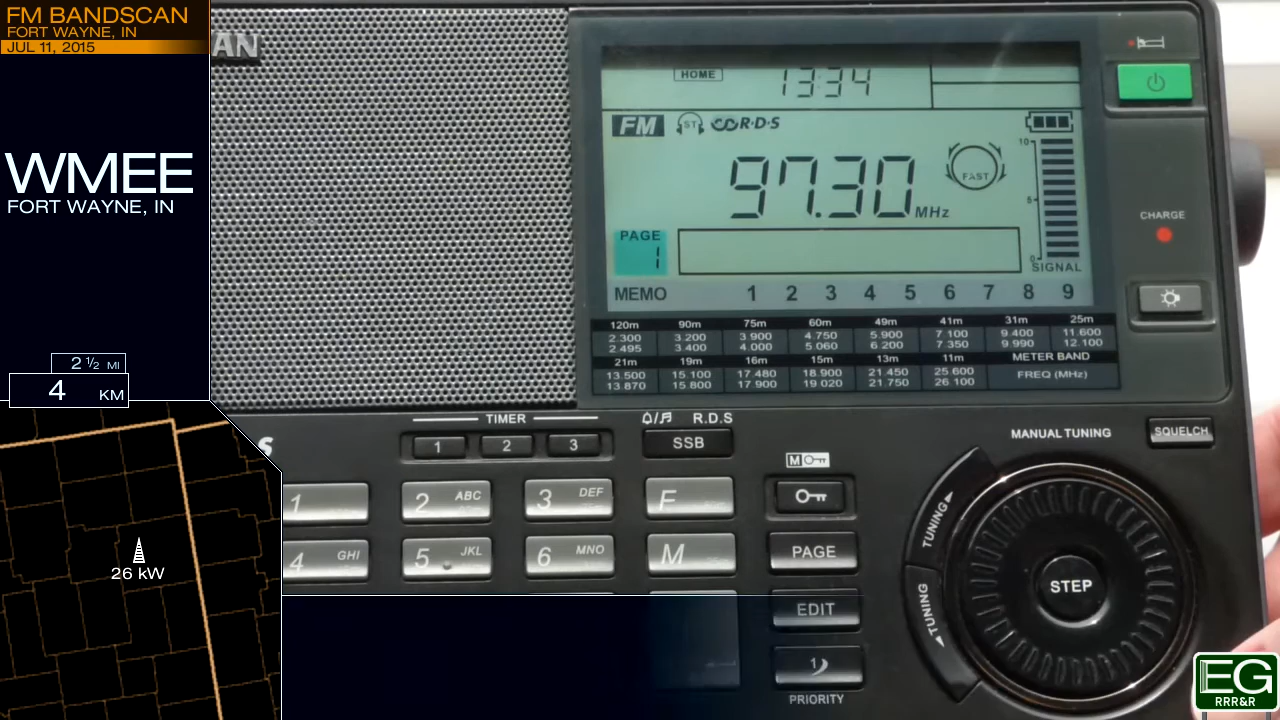 FM BANDSCAN
FORT WAYNE, IN
JUL 11, 2015
WMEE
FORT WAYNE, IN
2 1/2 MI
4 KM
26 kW
AN
HOME
13:34
FM ST R·D·S
97.30 MHz
FAST
10
5
0
SIGNAL
PAGE
1
MEMO 1 2 3 4 5 6 7 8 9
120m 90m 75m 60m 49m 41m 31m 25m
2.300 3.200 3.900 4.750 5.900 7.100 9.400 11.600
2.495 3.400 4.000 5.060 6.200 7.350 9.990 12.100
21m 19m 16m 15m 13m 11m METER BAND
13.500 15.100 17.480 18.900 21.450 25.600 FREQ (MHz)
13.870 15.800 17.900 19.020 21.750 26.100
CHARGE
S
TIMER
1 2 3
R.D.S
SSB
MANUAL TUNING
SQUELCH
M
1
2 ABC
3 DEF
F
4 GHI
5 JKL
6 MNO
M
PAGE
EDIT
1
PRIORITY
TUNING
TUNING
STEP
EG
RRR&R